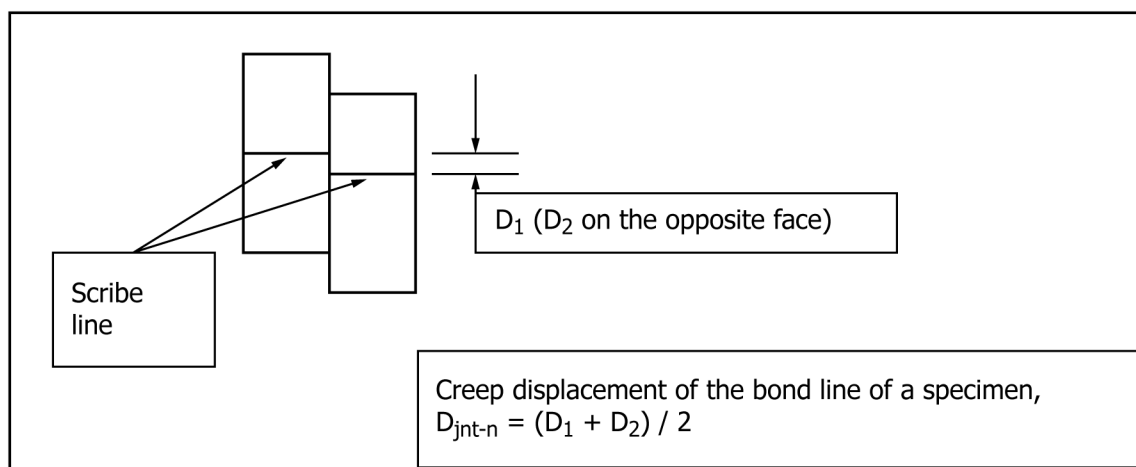 D₁ (D₂ on the opposite face)
Scribe
line
Creep displacement of the bond line of a specimen,
Djnt-n = (D₁ + D₂) / 2